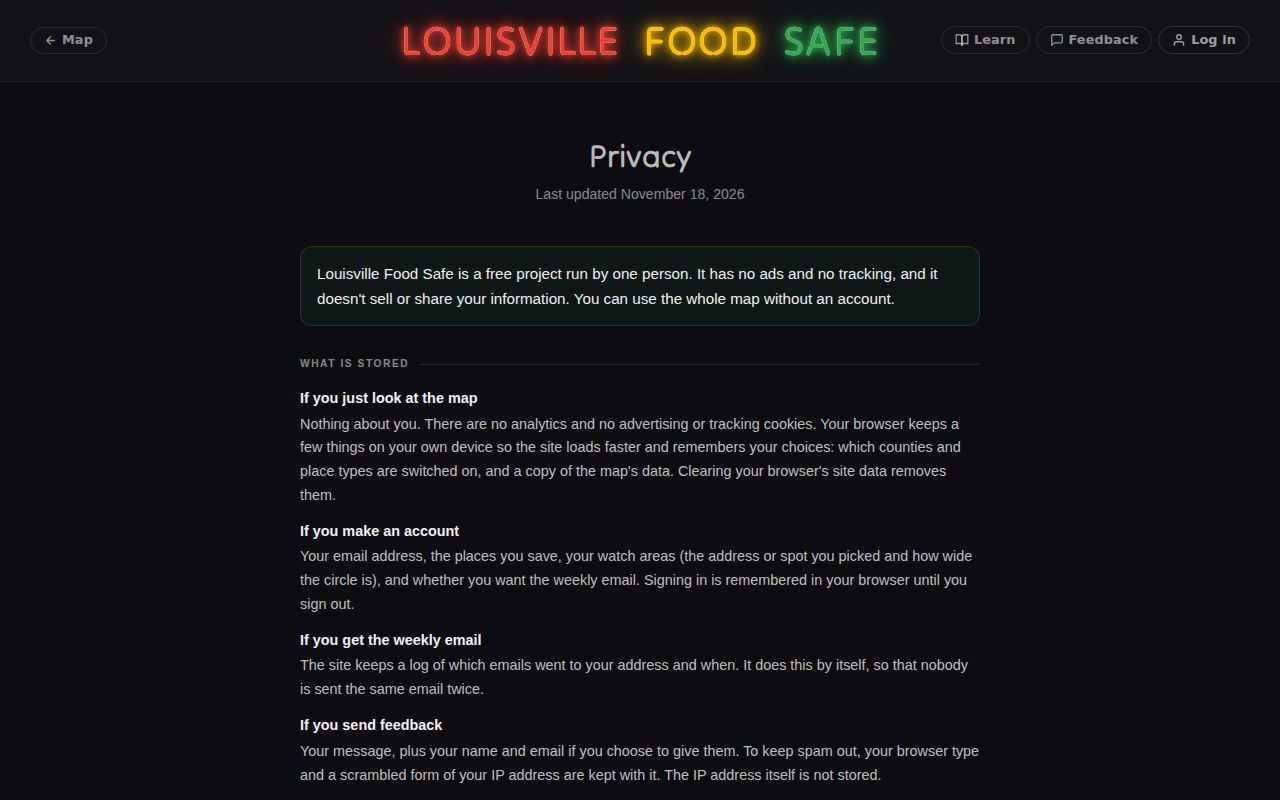 Map
LOUISVILLE FOOD SAFE
Learn
Feedback
Log In
Privacy
Last updated November 18, 2026
Louisville Food Safe is a free project run by one person. It has no ads and no tracking, and it
doesn't sell or share your information. You can use the whole map without an account.
WHAT IS STORED
If you just look at the map
Nothing about you. There are no analytics and no advertising or tracking cookies. Your browser keeps a
few things on your own device so the site loads faster and remembers your choices: which counties and
place types are switched on, and a copy of the map's data. Clearing your browser's site data removes
them.
If you make an account
Your email address, the places you save, your watch areas (the address or spot you picked and how wide
the circle is), and whether you want the weekly email. Signing in is remembered in your browser until you
sign out.
If you get the weekly email
The site keeps a log of which emails went to your address and when. It does this by itself, so that nobody
is sent the same email twice.
If you send feedback
Your message, plus your name and email if you choose to give them. To keep spam out, your browser type
and a scrambled form of your IP address are kept with it. The IP address itself is not stored.